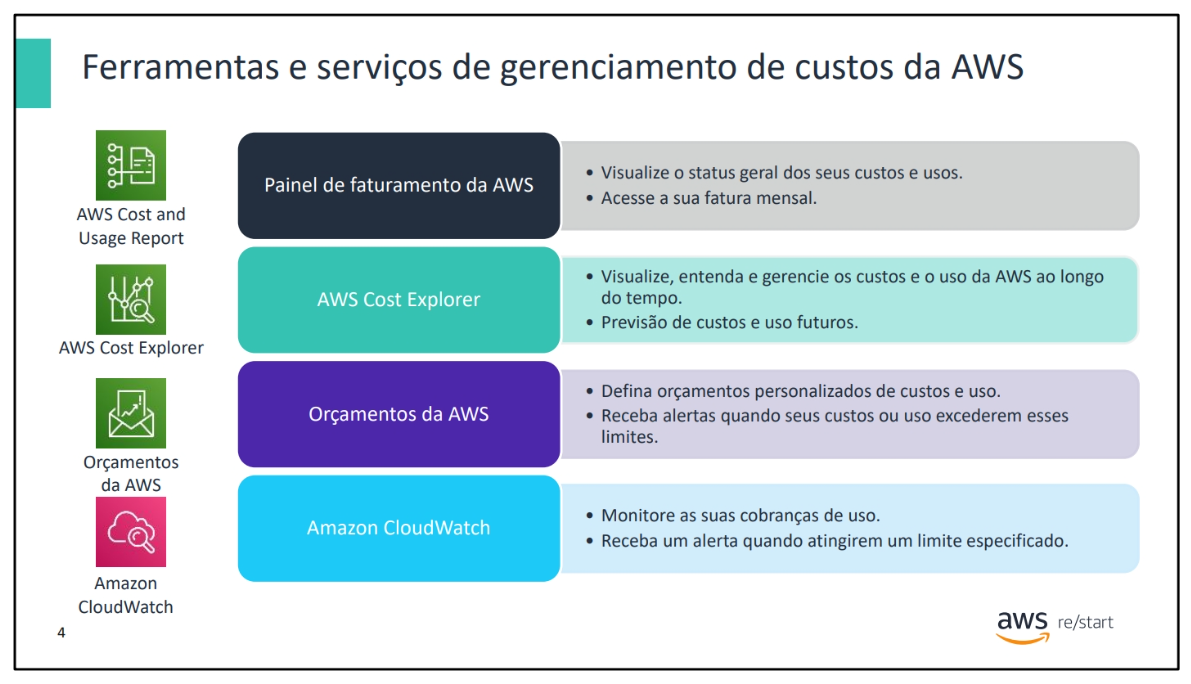 Ferramentas e serviços de gerenciamento de custos da AWS
AWS Cost and
Usage Report
Painel de faturamento da AWS
• Visualize o status geral dos seus custos e usos.
• Acesse a sua fatura mensal.
AWS Cost Explorer
AWS Cost Explorer
• Visualize, entenda e gerencie os custos e o uso da AWS ao longo
do tempo.
• Previsão de custos e uso futuros.
Orçamentos
da AWS
Orçamentos da AWS
• Defina orçamentos personalizados de custos e uso.
• Receba alertas quando seus custos ou uso excederem esses
limites.
Amazon
CloudWatch
Amazon CloudWatch
• Monitore as suas cobranças de uso.
• Receba um alerta quando atingirem um limite especificado.
4
aws re/start